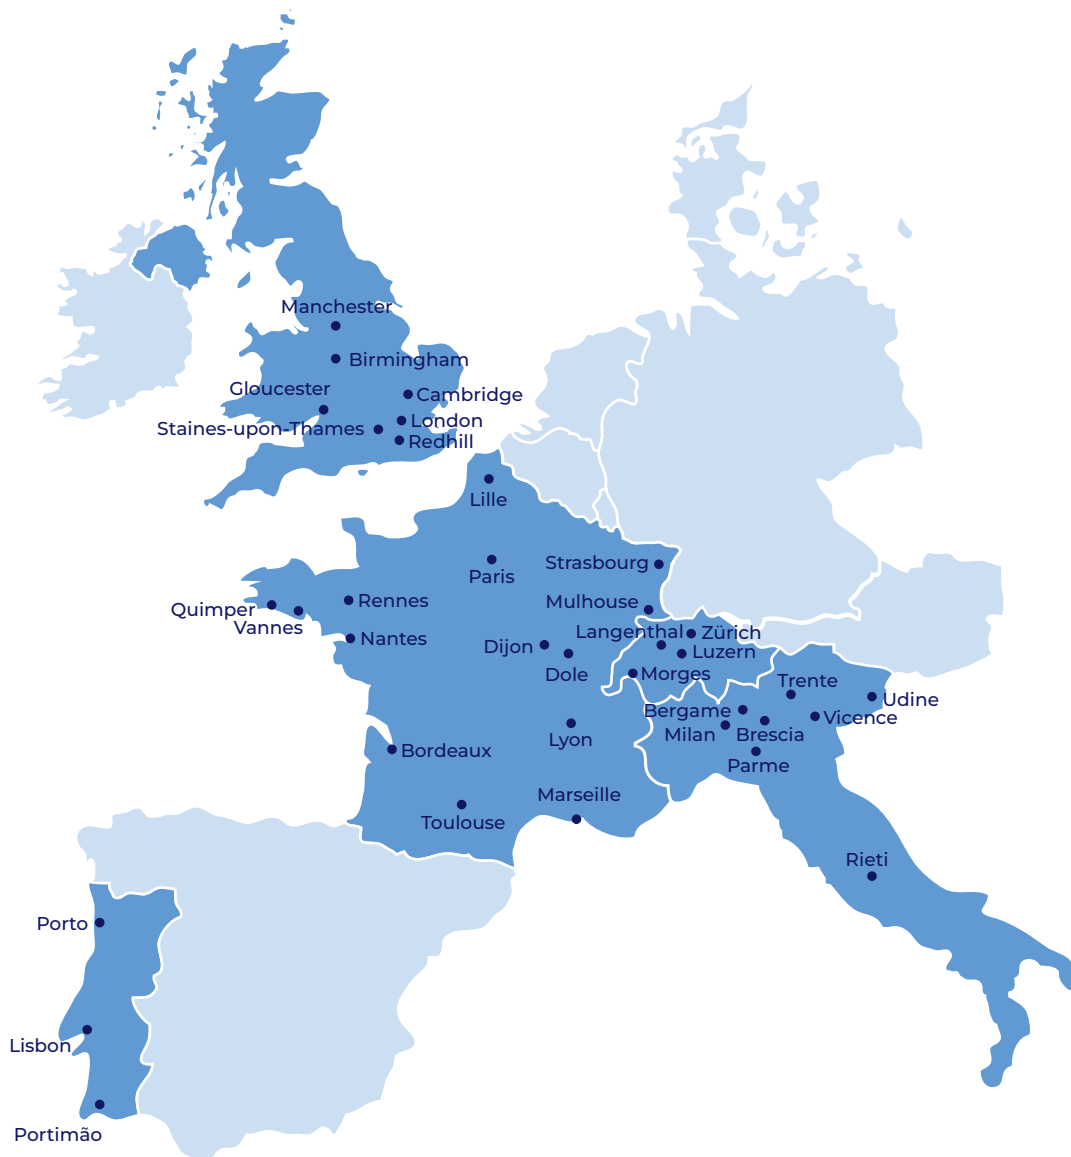 Manchester
Birmingham
Gloucester
Cambridge
London
Staines-upon-Thames
Redhill
Lille
Strasbourg
Paris
Rennes
Mulhouse
Quimper
Vannes
Langenthal
Zürich
Nantes
Dijon
Luzern
Dole
Morges
Trente
Udine
Bergame
Vicence
Milan
Brescia
Lyon
Bordeaux
Parme
Marseille
Toulouse
Rieti
Porto
Lisbon
Portimão